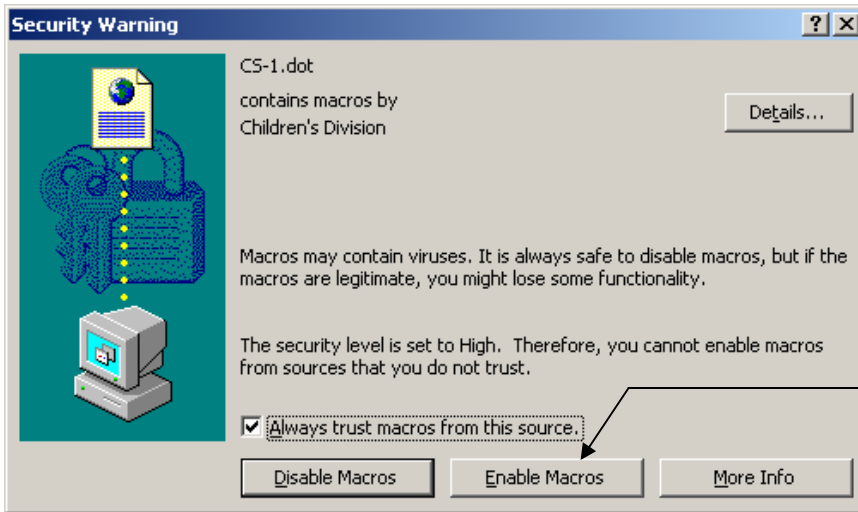 Security Warning
CS-1.dot
contains macros by
Children's Division
Details...
Macros may contain viruses. It is always safe to disable macros, but if the
macros are legitimate, you might lose some functionality.
The security level is set to High.  Therefore, you cannot enable macros
from sources that you do not trust.
Always trust macros from this source.
Disable Macros
Enable Macros
More Info